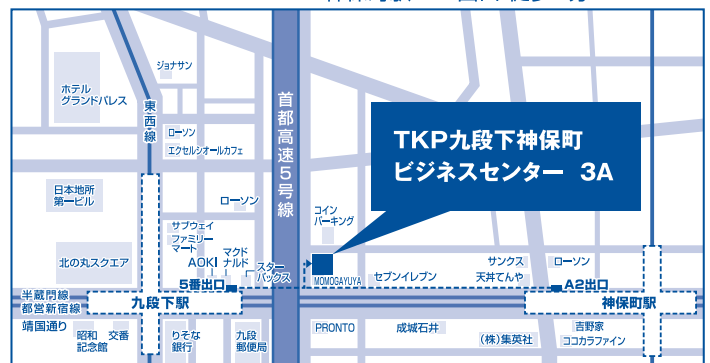 ジョナサン
ホテル
グランドパレス
東西線
首都高速5号線
TKP九段下神保町
ビジネスセンター 3A
ローソン
エクセルシオールカフェ
日本地所
第一ビル
ローソン
コイン
パーキング
サブウェイ
ファミリー
マート
北の丸スクエア
AOKI
マクド
ナルド
スター
バックス
MOMOGAYUYA
セブンイレブン
サンクス
天丼てんや
ローソン
5番出口
A2出口
半蔵門線
都営新宿線
九段下駅
神保町駅
靖国通り
昭和
記念館
交番
りそな
銀行
九段
郵便局
PRONTO
成城石井
(株)集英社
吉野家
ココカラファイン